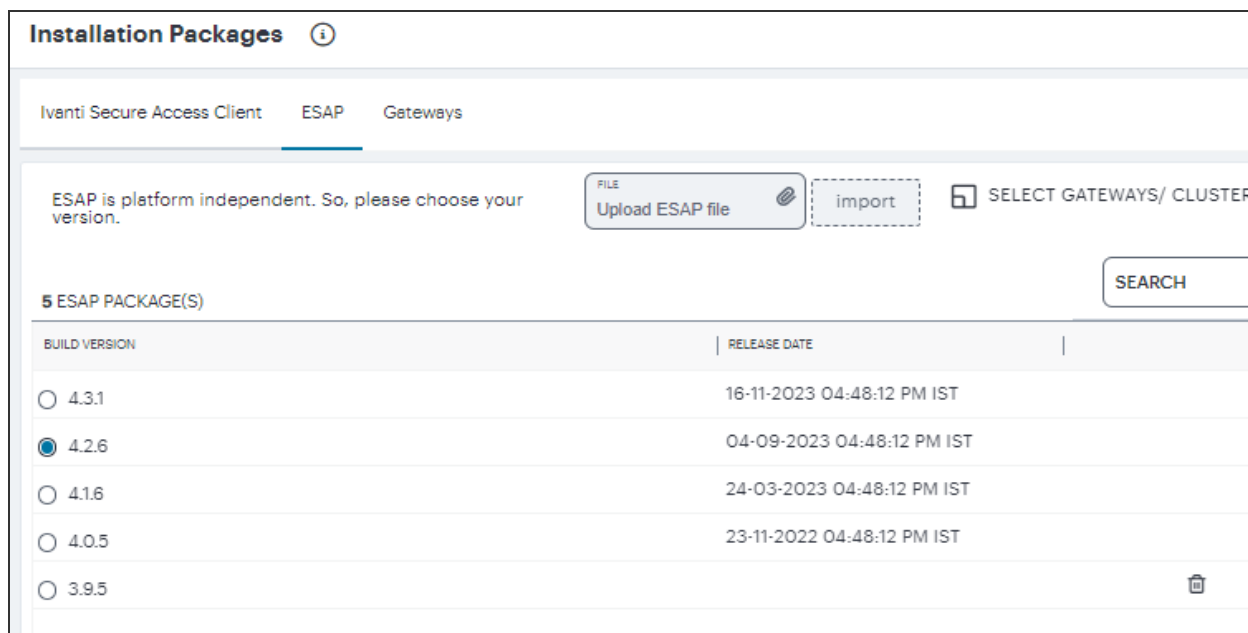 Installation Packages
Ivanti Secure Access Client ESAP Gateways
ESAP is platform independent. So, please choose your
version.
FILE
Upload ESAP file
import
SELECT GATEWAYS/ CLUSTER
SEARCH
5 ESAP PACKAGE(S)
BUILD VERSION RELEASE DATE
4.3.1 16-11-2023 04:48:12 PM IST
4.2.6 04-09-2023 04:48:12 PM IST
4.1.6 24-03-2023 04:48:12 PM IST
4.0.5 23-11-2022 04:48:12 PM IST
3.9.5